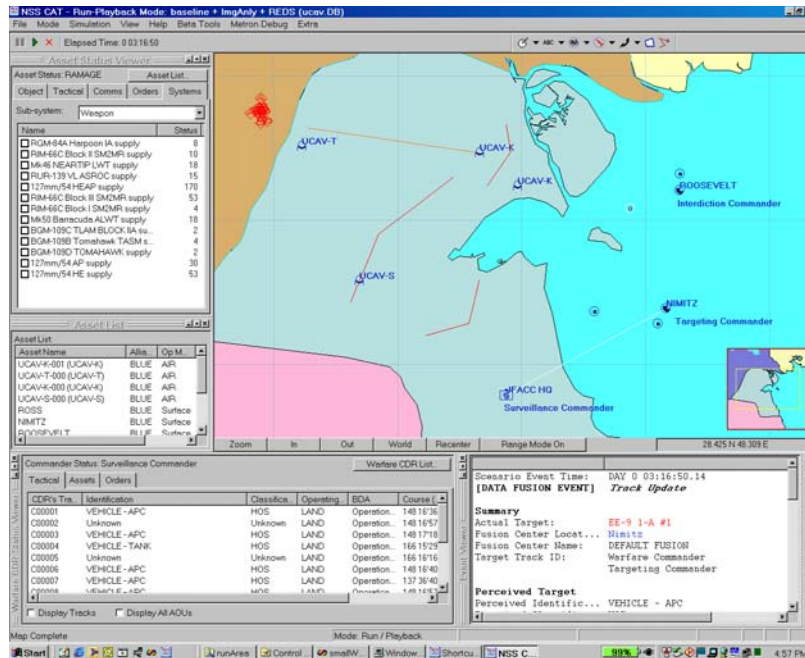 NSS CAT - Run-Playback Mode: baseline + ImgAnly + REDS (ucav.DB)
File Mode Simulation View Help Beta Tools Metron Debug Extra
Elapsed Time: 0 03:16:50
ABC
Asset Status Viewer
Asset Status: RAMAGE Asset List...
Object Tactical Comms Orders Systems
Sub-system: Weapon
Name Status
RGM-84A Harpoon IA supply 8
RIM-66C Block II SM2MR supply 10
Mk46 NEARTIP LWT supply 18
RUR-139 VL ASROC supply 15
127mm/54 HEAP supply 170
RIM-66C Block III SM2MR supply 53
RIM-66C Block I SM2MR supply 4
Mk50 Barracuda ALWT supply 18
BGM-109C TLAM BLOCK IIA su... 2
BGM-109B Tomahawk TASM s... 4
BGM-109D TOMAHAWK supply 2
127mm/54 AP supply 30
127mm/54 HE supply 53
UCAV-T
UCAV-K
UCAV-K
ROOSEVELT
Interdiction Commander
UCAV-S
NIMITZ
Targeting Commander
JFACC HQ
Surveillance Commander
Asset List
Asset List:
Asset Name Allia... Op M...
UCAV-K-001 (UCAV-K) BLUE AIR
UCAV-T-000 (UCAV-T) BLUE AIR
UCAV-K-000 (UCAV-K) BLUE AIR
UCAV-S-000 (UCAV-S) BLUE AIR
ROSS BLUE Surface
NIMITZ BLUE Surface
ROOSEVELT BLUE Surface
Zoom In Out World Recenter Range Mode On 28.425 N 48.309 E
Warfare CDR Status Viewer
Commander Status: Surveillance Commander Warfare CDR List...
Tactical Assets Orders
CDR's Tra... Identification Classifica... Operating... BDA Course (
C00001 VEHICLE - APC HOS LAND Operation... 148 16'36
C00002 Unknown Unknown LAND Operation... 148 16'57
C00003 VEHICLE - APC HOS LAND Operation... 148 17'18
C00004 VEHICLE - TANK HOS LAND Operation... 166 15'29
C00005 Unknown Unknown LAND Operation... 166 16'16
C00006 VEHICLE - APC HOS LAND Operation... 148 16'40
C00007 VEHICLE - APC HOS LAND Operation... 137 36'40
C00008 VEHICLE - APC HOS LAND Operation...
Display Tracks Display All AOUs
Event Viewer
Scenario Event Time: DAY 0 03:16:50.14
[DATA FUSION EVENT] Track Update
Summary
Actual Target: EE-9 1-A #1
Fusion Center Locat... Nimitz
Fusion Center Name: DEFAULT FUSION
Target Track ID: Warfare Commander
Targeting Commander
Perceived Target
Perceived Identific... VEHICLE - APC
Map Complete Mode: Run / Playback
Start runArea Control... smallW... Window... Shortcu... NSS C... 99% 4:57 PM